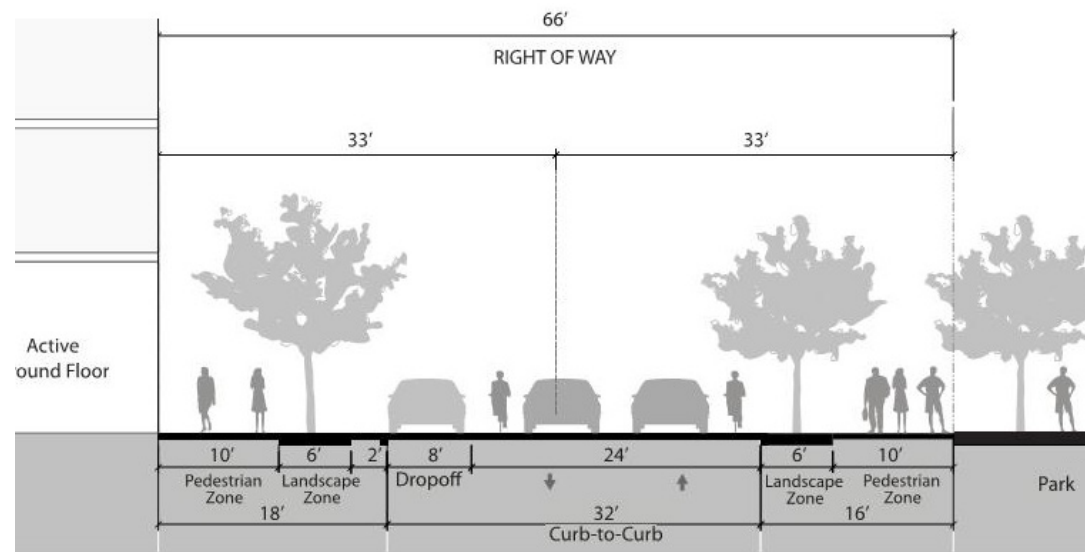 66′
RIGHT OF WAY
33′ 33′
Active
ound Floor
10′ 6′ 2′ 8′ 24′ 6′ 10′
Pedestrian
Zone
Landscape
Zone
Dropoff
Landscape
Zone
Pedestrian
Zone
Park
18′ 32′ 16′
Curb-to-Curb